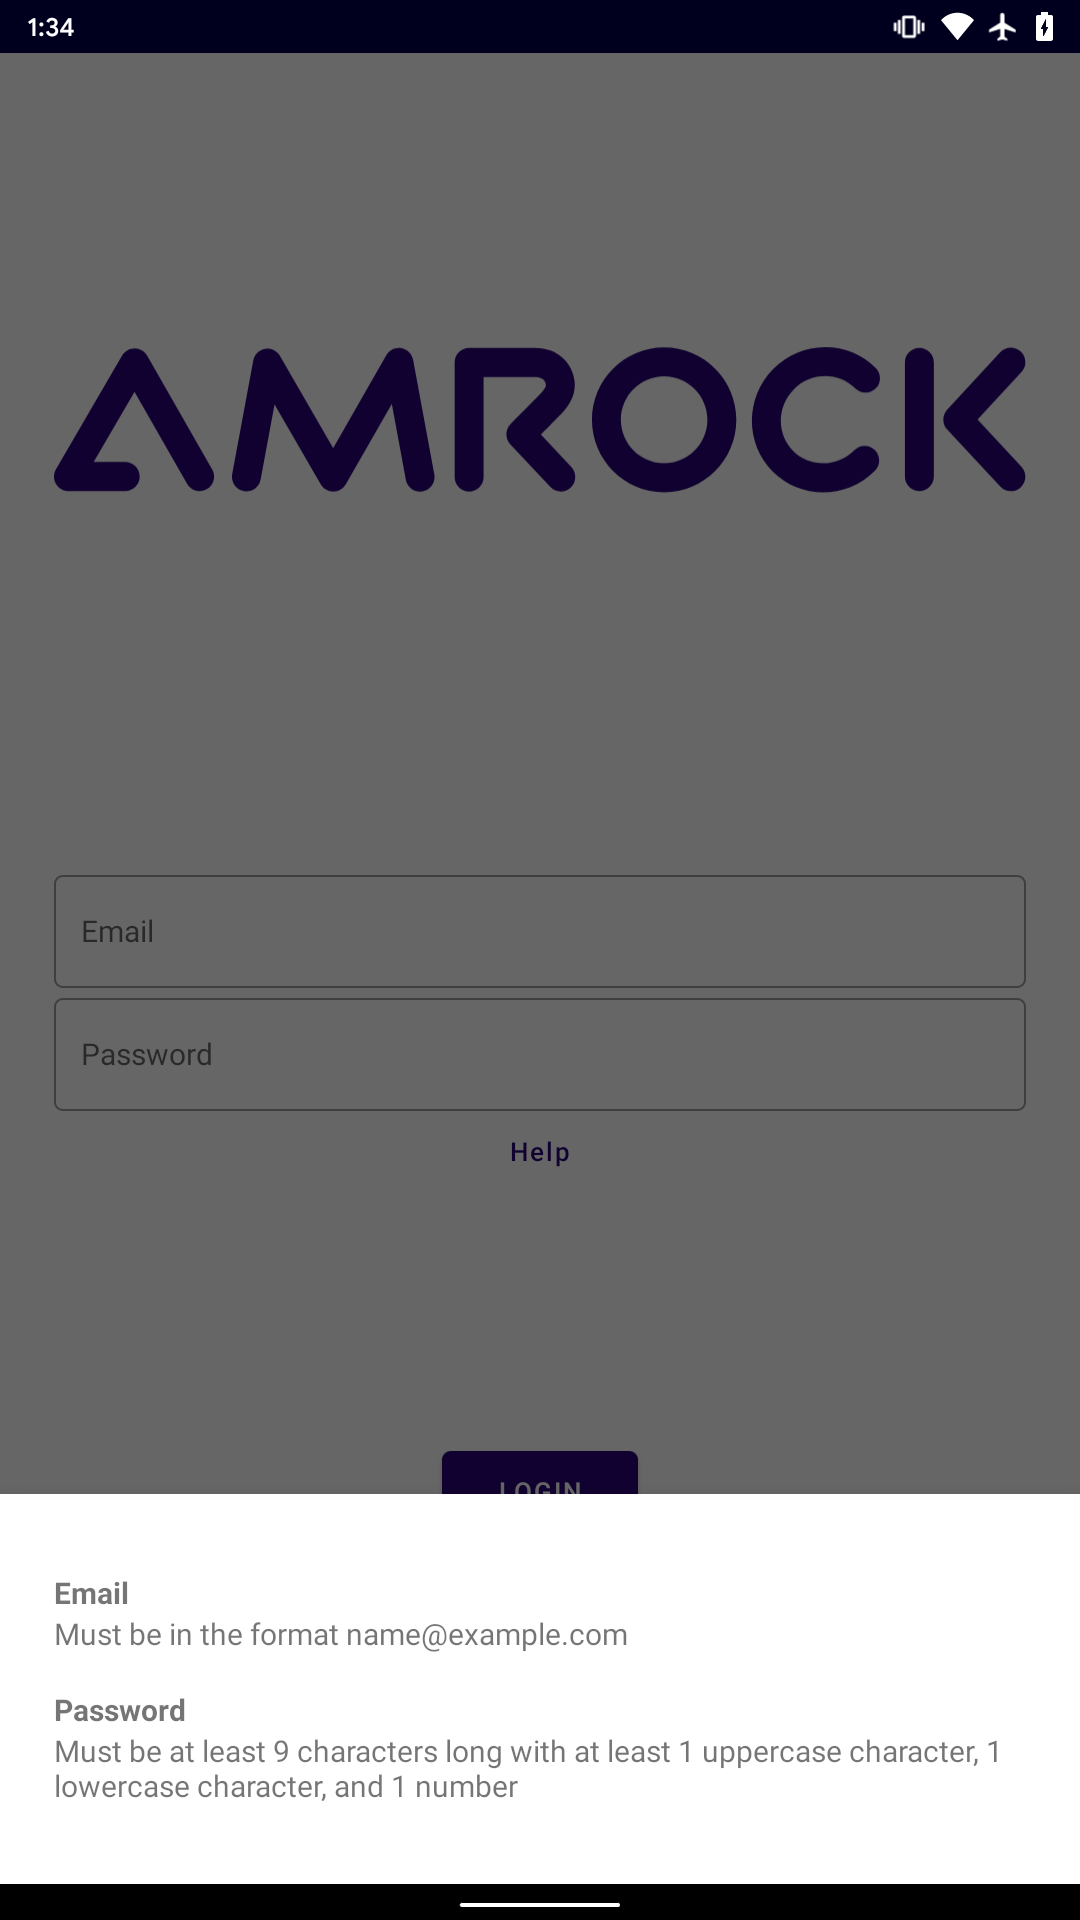 1:34
AMROCK
Email
Password
Help
LOGIN
Email
Must be in the format name@example.com
Password
Must be at least 9 characters long with at least 1 uppercase character, 1
lowercase character, and 1 number